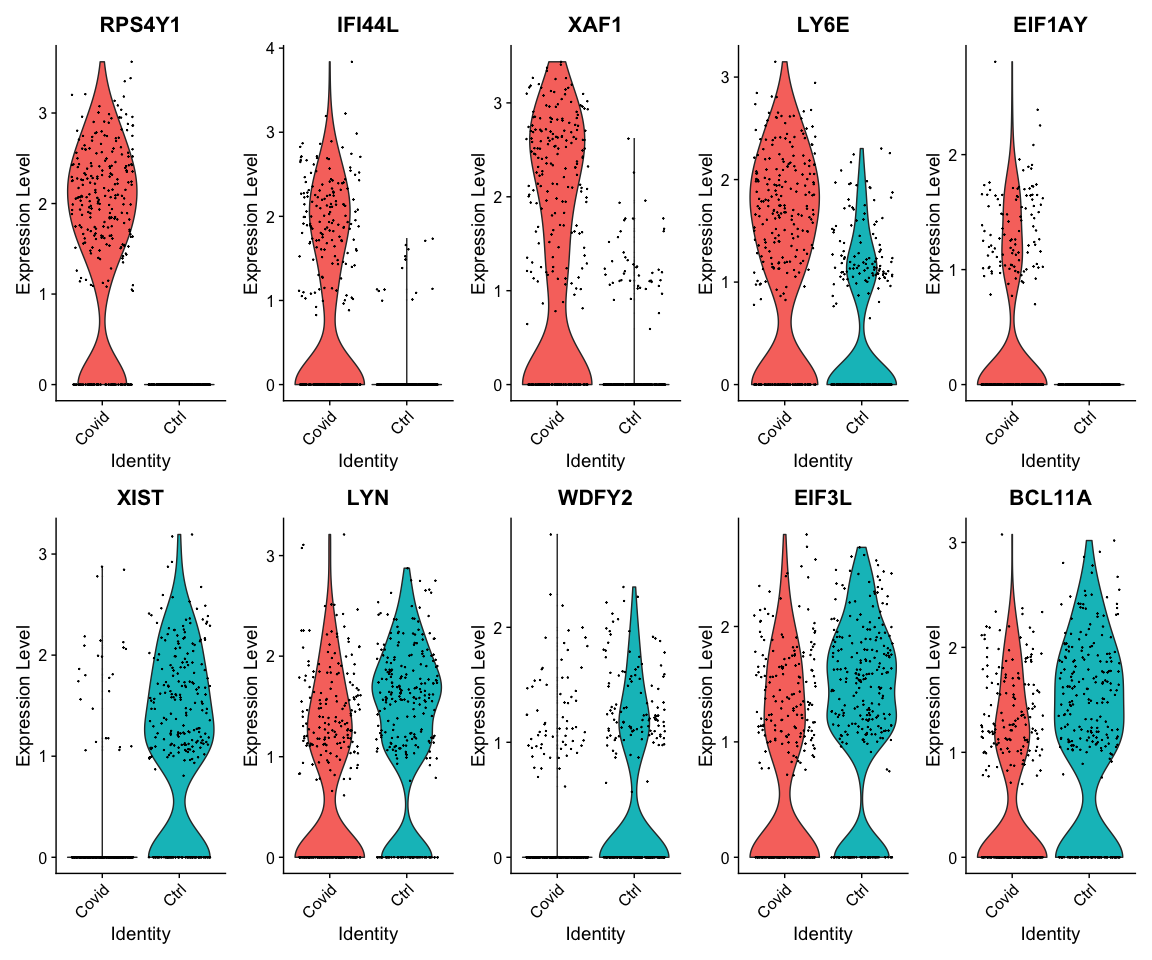 RPS4Y1 IFI44L XAF1 LY6E EIF1AY
Expression Level Expression Level Expression Level Expression Level Expression Level
3 2 1 0
4 3 2 1 0
3 2 1 0
3 2 1 0
2 1 0
Covid Ctrl Covid Ctrl Covid Ctrl Covid Ctrl Covid Ctrl
Identity Identity Identity Identity Identity
XIST LYN WDFY2 EIF3L BCL11A
Expression Level Expression Level Expression Level Expression Level Expression Level
3 2 1 0
3 2 1 0
2 1 0
2 1 0
3 2 1 0
Covid Ctrl Covid Ctrl Covid Ctrl Covid Ctrl Covid Ctrl
Identity Identity Identity Identity Identity